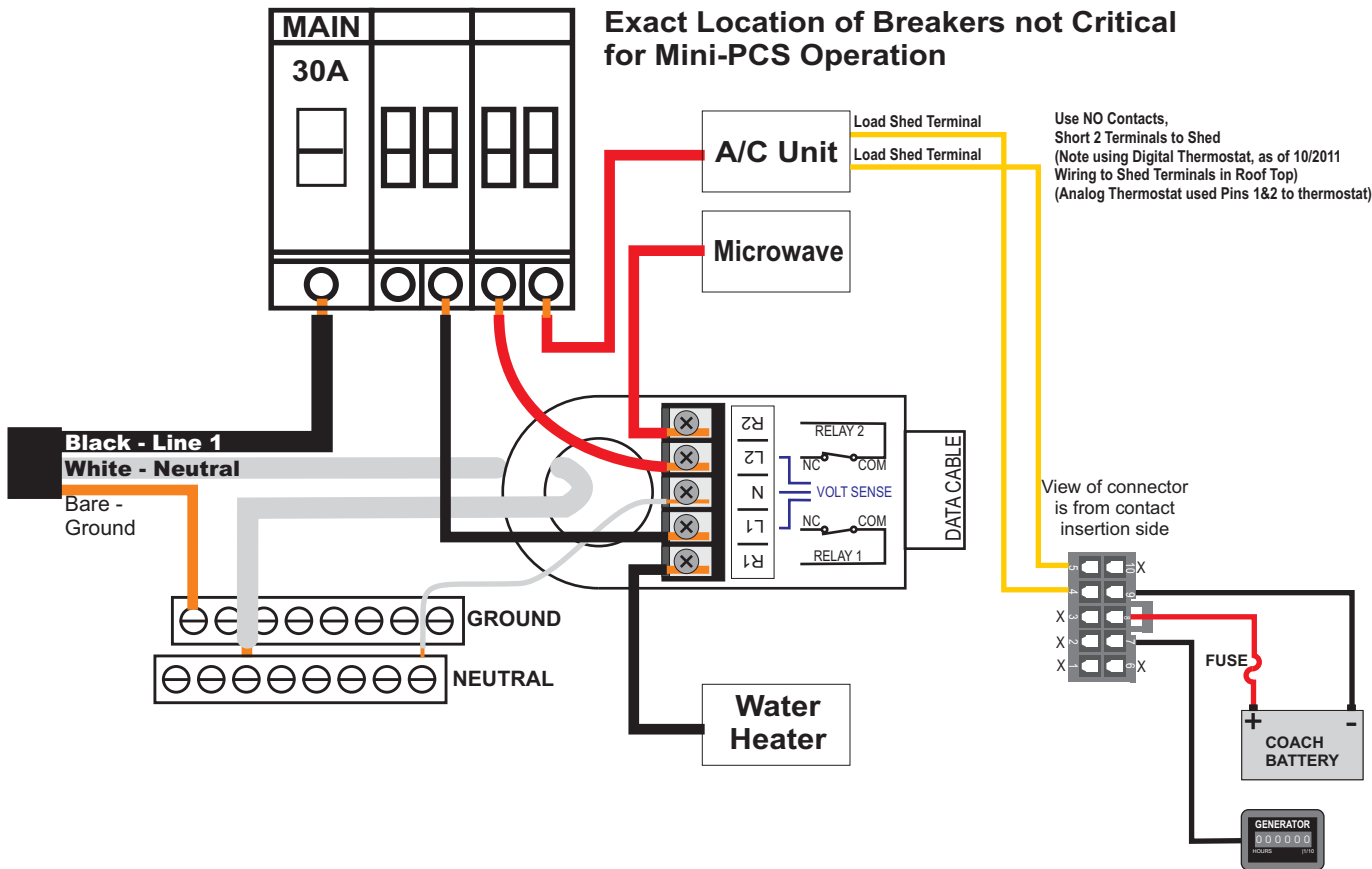 MAIN
30A
Exact Location of Breakers not Critical
for Mini-PCS Operation
A/C Unit
Load Shed Terminal
Load Shed Terminal
Use NO Contacts,
Short 2 Terminals to Shed
(Note using Digital Thermostat, as of 10/2011
Wiring to Shed Terminals in Roof Top)
(Analog Thermostat used Pins 1&2 to thermostat)
Microwave
Black - Line 1
White - Neutral
Bare -
Ground
R2
L2
N
L1
R1
RELAY 2
NC
COM
VOLT SENSE
NC
COM
RELAY 1
DATA CABLE
View of connector
is from contact
insertion side
5
10
X
4
9
X
3
8
X
2
7
X
1
6
X
GROUND
NEUTRAL
Water
Heater
FUSE
+
-
COACH
BATTERY
GENERATOR
000000
HOURS
1/10